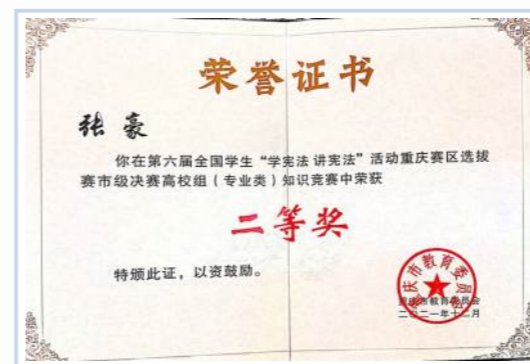 荣誉证书
张豪
你在第六届全国学生“学宪法 讲宪法”活动重庆赛区选拔
赛市级决赛高校组（专业类）知识竞赛中荣获
二等奖
特颁此证，以资鼓励。
重庆市教育委员会
二〇二一年十二月